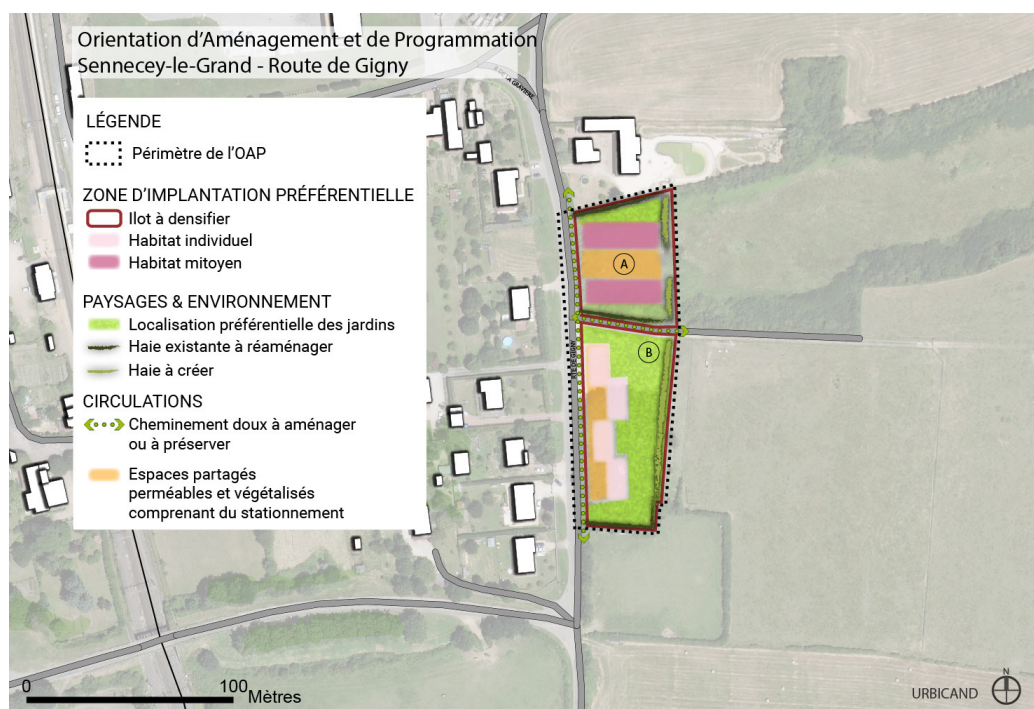 Orientation d'Aménagement et de Programmation
Sennecey-le-Grand - Route de Gigny
LÉGENDE
Périmètre de l'OAP
ZONE D'IMPLANTATION PRÉFÉRENTIELLE
Ilot à densifier
Habitat individuel
Habitat mitoyen
PAYSAGES & ENVIRONNEMENT
Localisation préférentielle des jardins
Haie existante à réaménager
Haie à créer
CIRCULATIONS
Cheminement doux à aménager
ou à préserver
Espaces partagés
perméables et végétalisés
comprenant du stationnement
A
B
0
100
Mètres
URBICAND
N